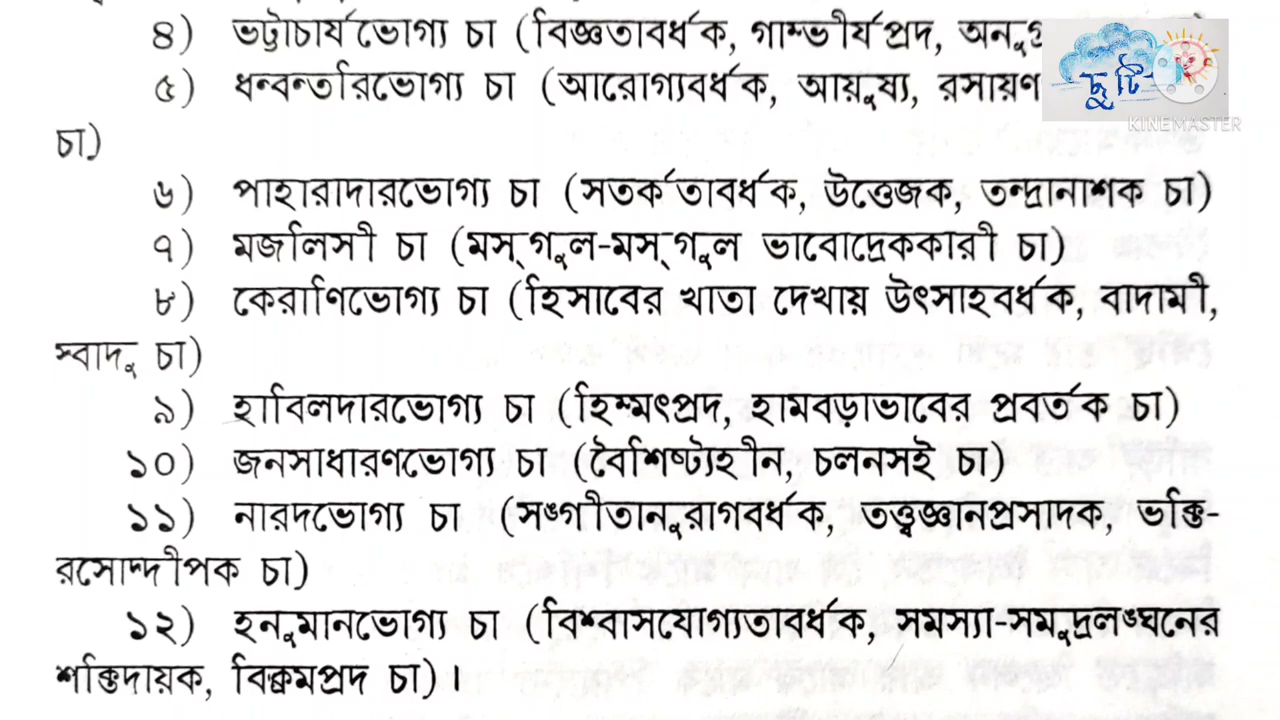 ৪) ভট্টাচার্যভোগ্য চা (বিজ্ঞতাবর্ধক, গাম্ভীর্যপ্রদ,
৫) ধন্বন্তরিভোগ্য চা (আরোগ্যবর্ধক, আয়ুষ্য, রসায়ণ
চা)
৬) পাহারাদারভোগ্য চা (সতর্কতাবর্ধক, উত্তেজক, তন্দ্রানাশক চা)
৭) মজলিসী চা (মস্‌গুল-মস্‌গুল ভাবোদ্রেককারী চা)
৮) কেরাণিভোগ্য চা (হিসাবের খাতা দেখায় উৎসাহবর্ধক, বাদামী,
স্বাদু চা)
৯) হাবিলদারভোগ্য চা (হিম্মৎপ্রদ, হামবড়াভাবের প্রবর্তক চা)
১০) জনসাধারণভোগ্য চা (বৈশিষ্ট্যহীন, চলনসই চা)
১১) নারদভোগ্য চা (সঙ্গীতানুরাগবর্ধক, তত্ত্বজ্ঞানপ্রসাদক, ভক্তি-
রসোদ্দীপক চা)
১২) হনুমানভোগ্য চা (বিশ্বাসযোগ্যতাবর্ধক, সমস্যা-সমুদ্রলঙ্ঘনের
শক্তিদায়ক, বিক্রমপ্রদ চা)।
ছুটি
KINEMASTER